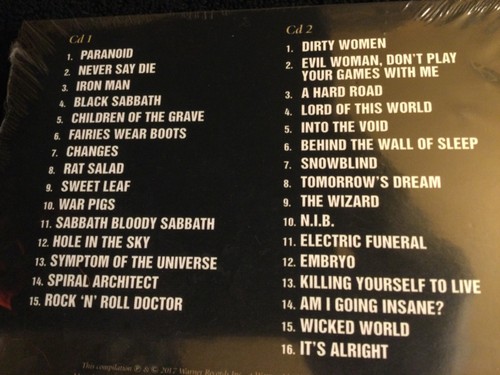 Cd 1
1. PARANOID
2. NEVER SAY DIE
3. IRON MAN
4. BLACK SABBATH
5. CHILDREN OF THE GRAVE
6. FAIRIES WEAR BOOTS
7. CHANGES
8. RAT SALAD
9. SWEET LEAF
10. WAR PIGS
11. SABBATH BLOODY SABBATH
12. HOLE IN THE SKY
13. SYMPTOM OF THE UNIVERSE
14. SPIRAL ARCHITECT
15. ROCK 'N' ROLL DOCTOR
Cd 2
1. DIRTY WOMEN
2. EVIL WOMAN, DON'T PLAY
YOUR GAMES WITH ME
3. A HARD ROAD
4. LORD OF THIS WORLD
5. INTO THE VOID
6. BEHIND THE WALL OF SLEEP
7. SNOWBLIND
8. TOMORROW'S DREAM
9. THE WIZARD
10. N.I.B.
11. ELECTRIC FUNERAL
12. EMBRYO
13. KILLING YOURSELF TO LIVE
14. AM I GOING INSANE?
15. WICKED WORLD
16. IT'S ALRIGHT
This compilation ℗ & © 2017 Warner Records Inc.